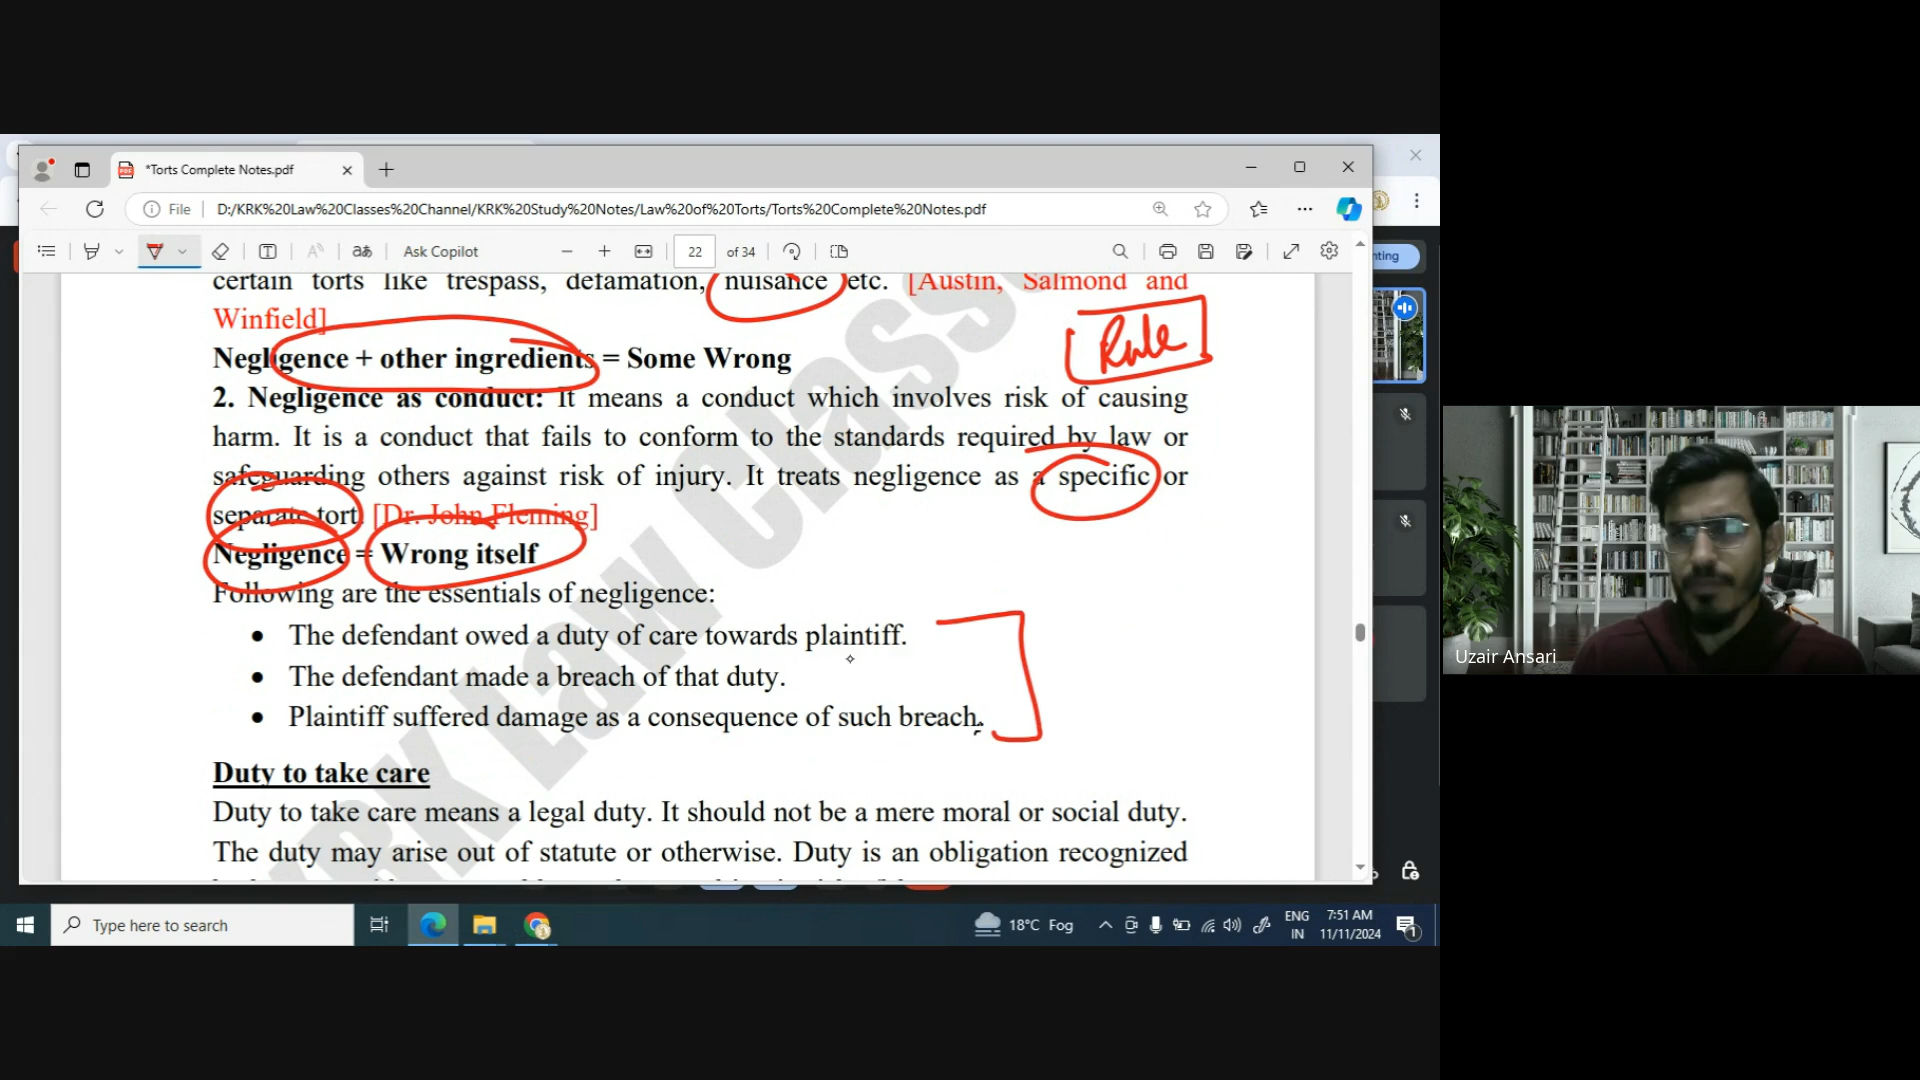 *Torts Complete Notes.pdf
File D:/KRK%20Law%20Classes%20Channel/KRK%20Study%20Notes/Law%20of%20Torts/Torts%20Complete%20Notes.pdf
Ask Copilot 22 of 34
nting
certain torts like trespass, defamation, nuisance etc. [Austin, Salmond and
Winfield]
Rule
Negligence + other ingredients = Some Wrong
2. Negligence as conduct: It means a conduct which involves risk of causing
harm. It is a conduct that fails to conform to the standards required by law or
safeguarding others against risk of injury. It treats negligence as a specific or
separate tort. [Dr. John Fleming]
Negligence = Wrong itself
Following are the essentials of negligence:
• The defendant owed a duty of care towards plaintiff.
• The defendant made a breach of that duty.
• Plaintiff suffered damage as a consequence of such breach.
Duty to take care
Duty to take care means a legal duty. It should not be a mere moral or social duty.
The duty may arise out of statute or otherwise. Duty is an obligation recognized
KRK Law Classes
Uzair Ansari
Type here to search
18°C Fog
ENG
IN
7:51 AM
11/11/2024
1